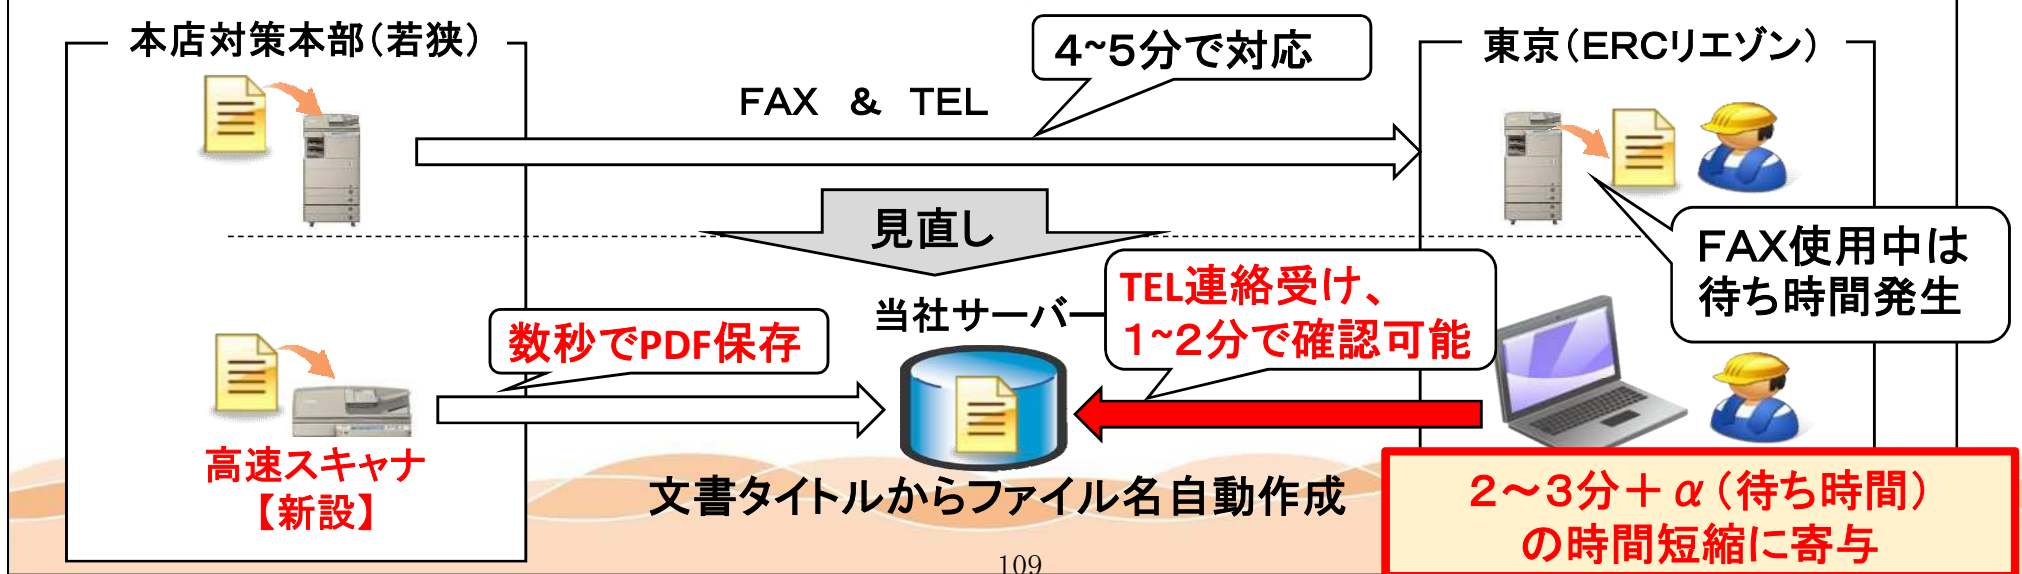 本店対策本部(若狭)
4~5分で対応
東京(ERCリエゾン)
FAX & TEL
見直し
FAX使用中は
待ち時間発生
当社サーバー
TEL連絡受け、
1~2分で確認可能
数秒でPDF保存
高速スキャナ
【新設】
文書タイトルからファイル名自動作成
2～3分＋α(待ち時間)
の時間短縮に寄与
109